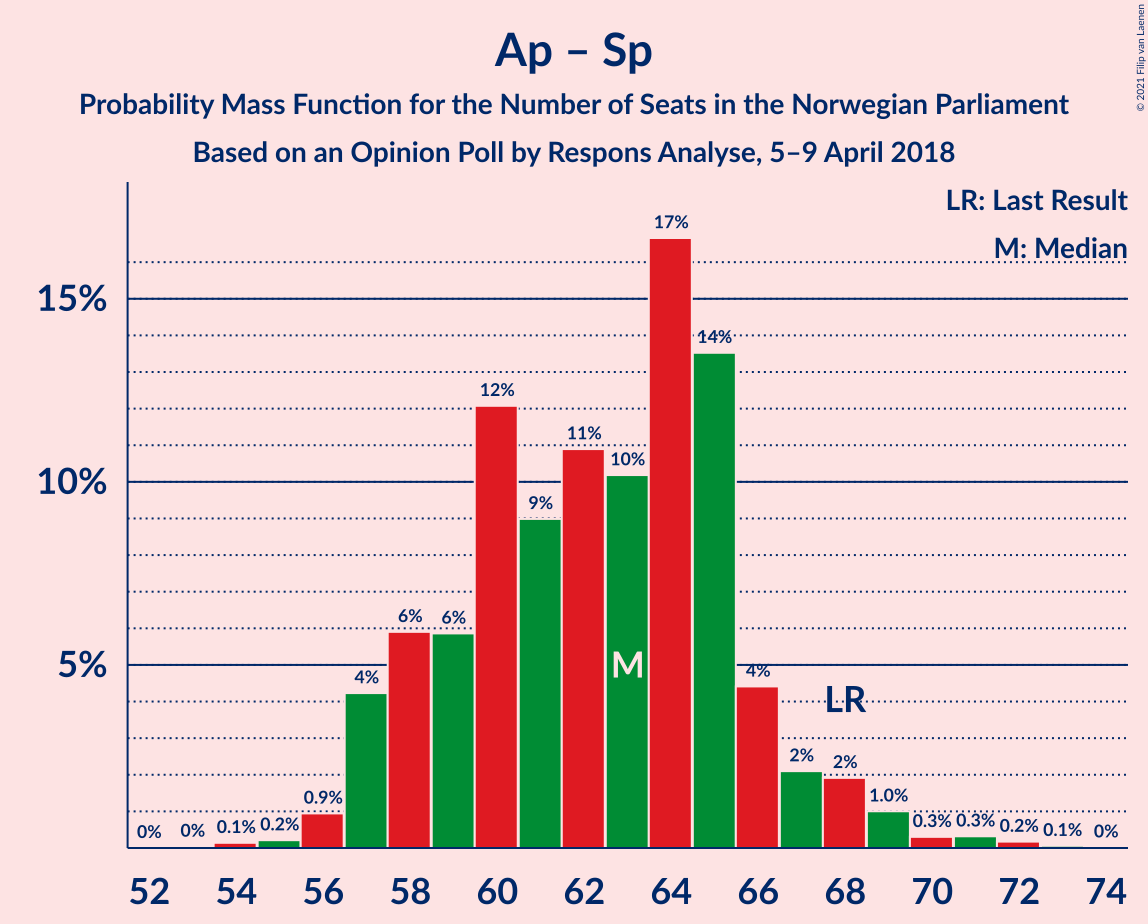 Ap – Sp
Probability Mass Function for the Number of Seats in the Norwegian Parliament
Based on an Opinion Poll by Respons Analyse, 5–9 April 2018
© 2021 Filip van Laenen
LR: Last Result
M: Median
15%
10%
5%
0%
0%
0.1%
0.2%
0.9%
4%
6%
6%
12%
9%
11%
10%
17%
14%
4%
2%
2%
1.0%
0.3%
0.3%
0.2%
0.1%
0%
M
LR
52 54 56 58 60 62 64 66 68 70 72 74